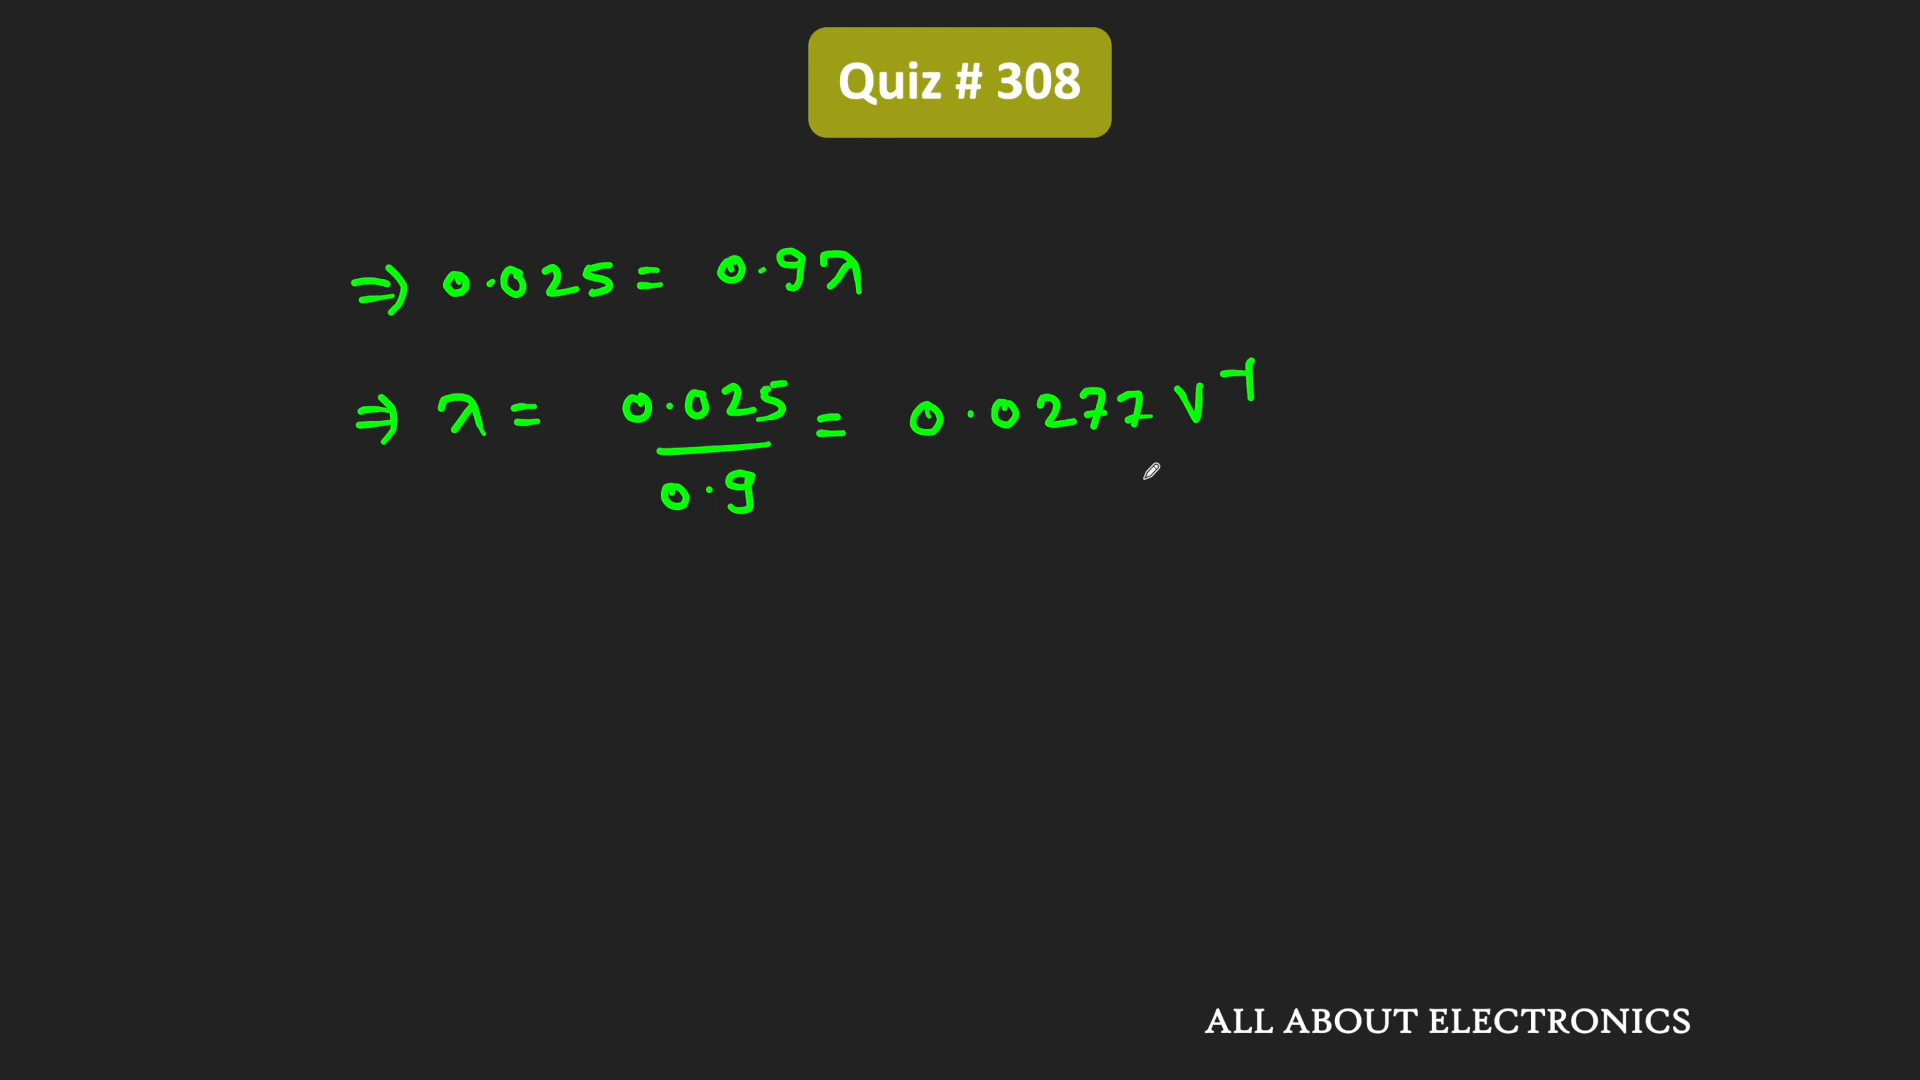 Quiz # 308
⇒ 0.025 = 0.9λ
⇒ λ = 0.025 / 0.9 = 0.0277 V⁻¹
ALL ABOUT ELECTRONICS